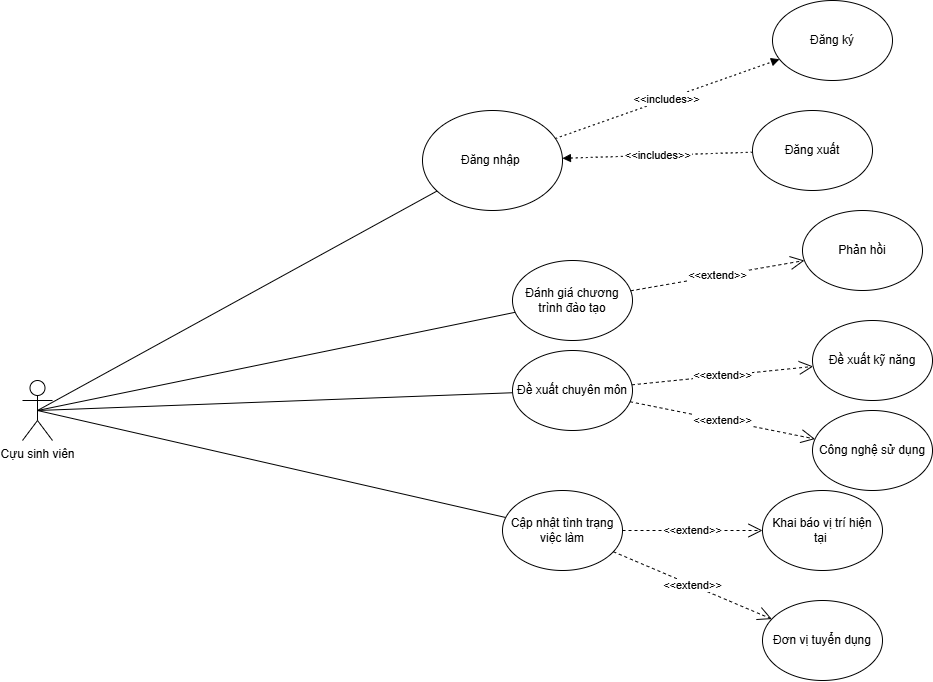 Đăng ký
<<includes>>
Đăng nhập
<<includes>>
Đăng xuất
Phản hồi
<<extend>>
Đánh giá chương
trình đào tạo
Đề xuất kỹ năng
<<extend>>
Đề xuất chuyên môn
<<extend>>
Công nghệ sử dụng
Cựu sinh viên
Cập nhật tình trạng
việc làm
<<extend>>
Khai báo vị trí hiện
tại
<<extend>>
Đơn vị tuyển dụng